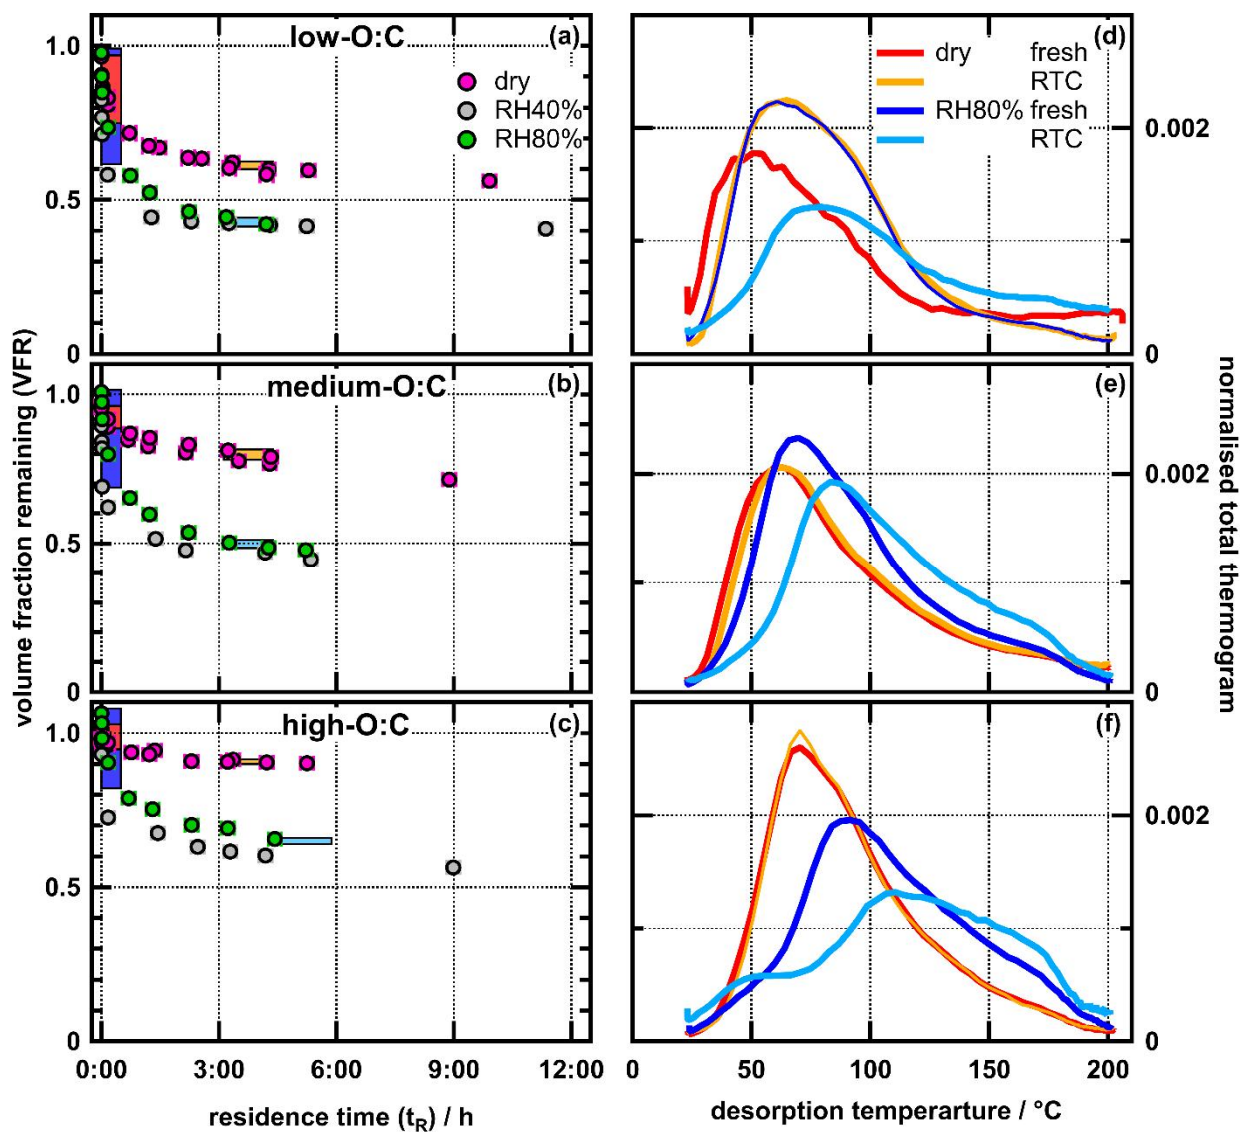 low-O:C
(a)
dry
RH40%
RH80%
1.0
0.5
0
medium-O:C
(b)
1.0
0.5
0
high-O:C
(c)
1.0
0.5
0
0:00 3:00 6:00 9:00 12:00
residence time (tR) / h
volume fraction remaining (VFR)
(d)
dry fresh
RTC
RH80% fresh
RTC
0.002
0
(e)
0.002
0
(f)
0.002
0
0 50 100 150 200
desorption temperarture / °C
normalised total thermogram